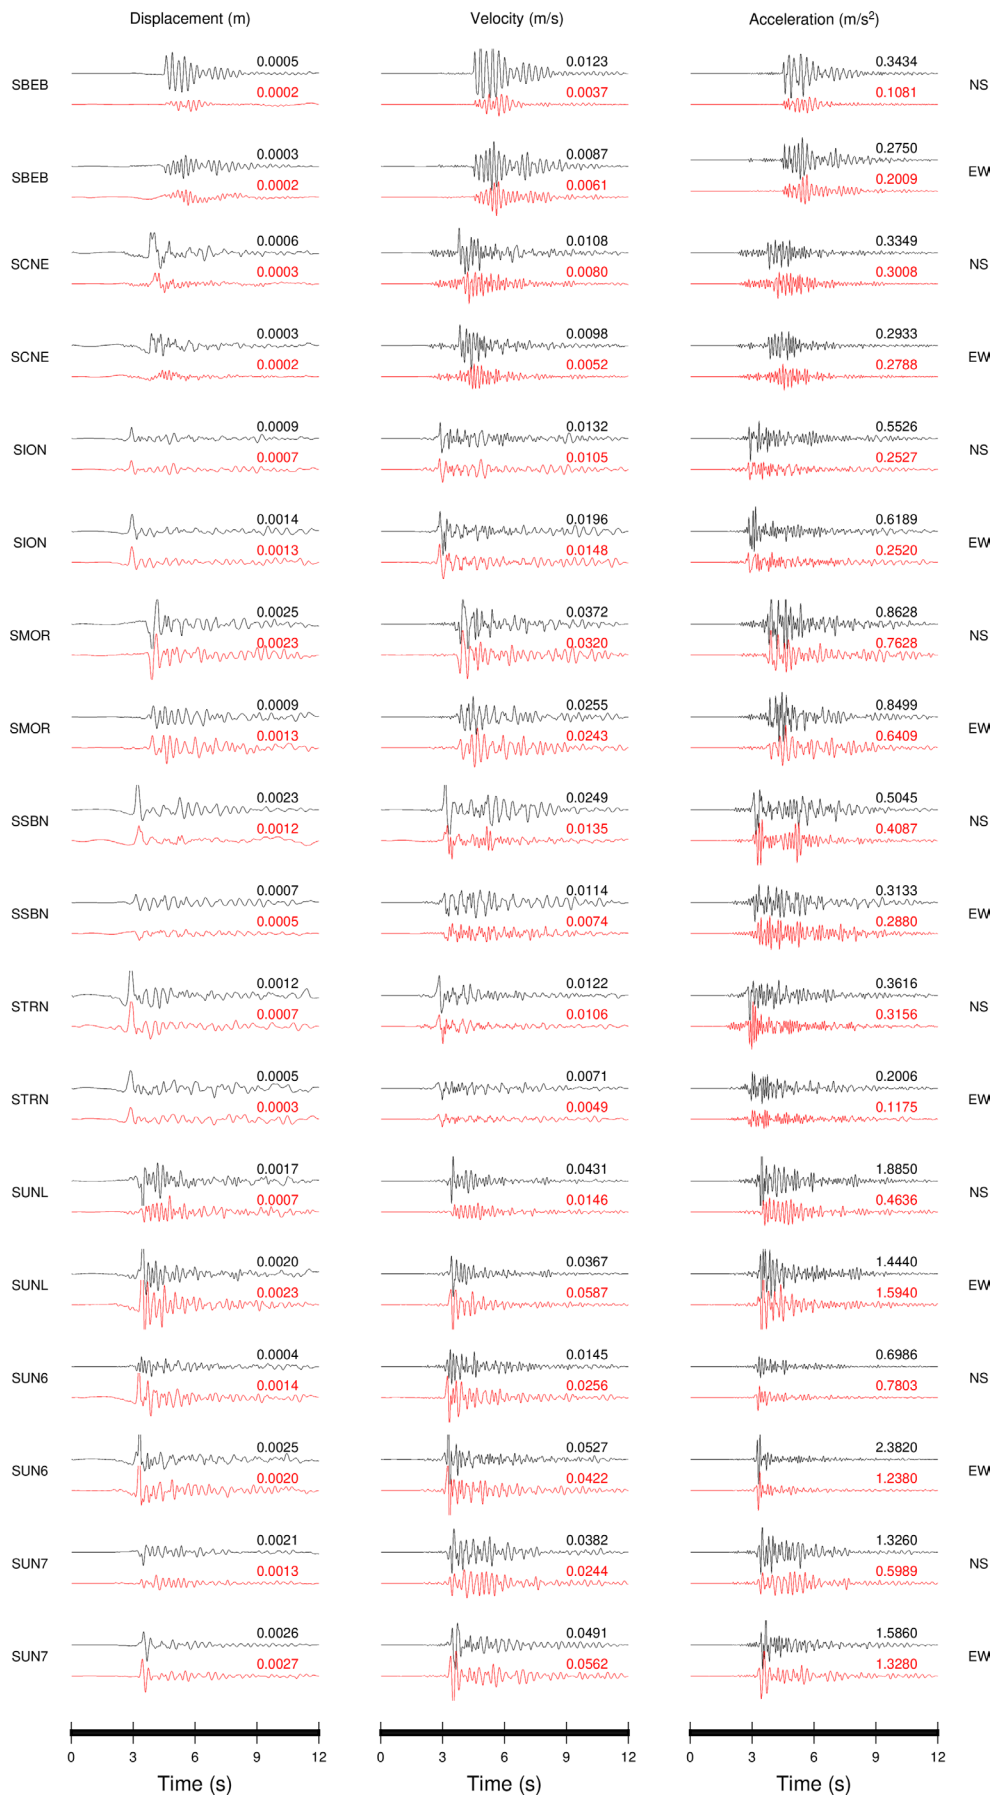 Displacement (m) Velocity (m/s) Acceleration (m/s²)
0.0005 0.0123 0.3434
SBEB NS
0.0002 0.0037 0.1081
0.0003 0.0087 0.2750
SBEB EW
0.0002 0.0061 0.2009
0.0006 0.0108 0.3349
SCNE NS
0.0003 0.0080 0.3008
0.0003 0.0098 0.2933
SCNE EW
0.0002 0.0052 0.2788
0.0009 0.0132 0.5526
SION NS
0.0007 0.0105 0.2527
0.0014 0.0196 0.6189
SION EW
0.0013 0.0148 0.2520
0.0025 0.0372 0.8628
SMOR NS
0.0023 0.0320 0.7628
0.0009 0.0255 0.8499
SMOR EW
0.0013 0.0243 0.6409
0.0023 0.0249 0.5045
SSBN NS
0.0012 0.0135 0.4087
0.0007 0.0114 0.3133
SSBN EW
0.0005 0.0074 0.2880
0.0012 0.0122 0.3616
STRN NS
0.0007 0.0106 0.3156
0.0005 0.0071 0.2006
STRN EW
0.0003 0.0049 0.1175
0.0017 0.0431 1.8850
SUNL NS
0.0007 0.0146 0.4636
0.0020 0.0367 1.4440
SUNL EW
0.0023 0.0587 1.5940
0.0004 0.0145 0.6986
SUN6 NS
0.0014 0.0256 0.7803
0.0025 0.0527 2.3820
SUN6 EW
0.0020 0.0422 1.2380
0.0021 0.0382 1.3260
SUN7 NS
0.0013 0.0244 0.5989
0.0026 0.0491 1.5860
SUN7 EW
0.0027 0.0562 1.3280
0 3 6 9 12 0 3 6 9 12 0 3 6 9 12
Time (s) Time (s) Time (s)